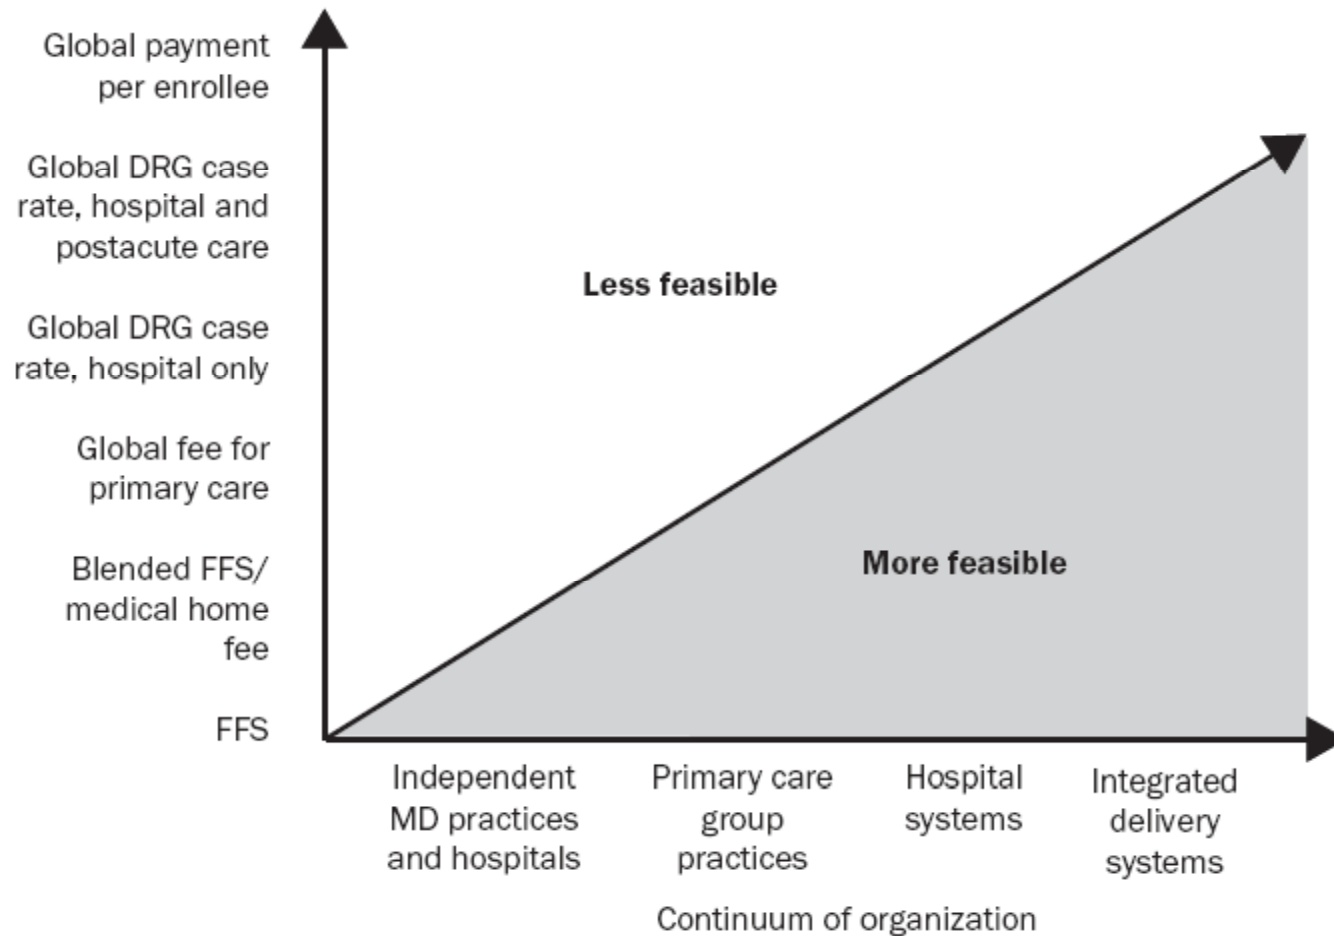 Global payment
per enrollee
Global DRG case
rate, hospital and
postacute care
Less feasible
Global DRG case
rate, hospital only
Global fee for
primary care
Blended FFS/
medical home
fee
More feasible
FFS
Independent
MD practices
and hospitals
Primary care
group
practices
Hospital
systems
Integrated
delivery
systems
Continuum of organization